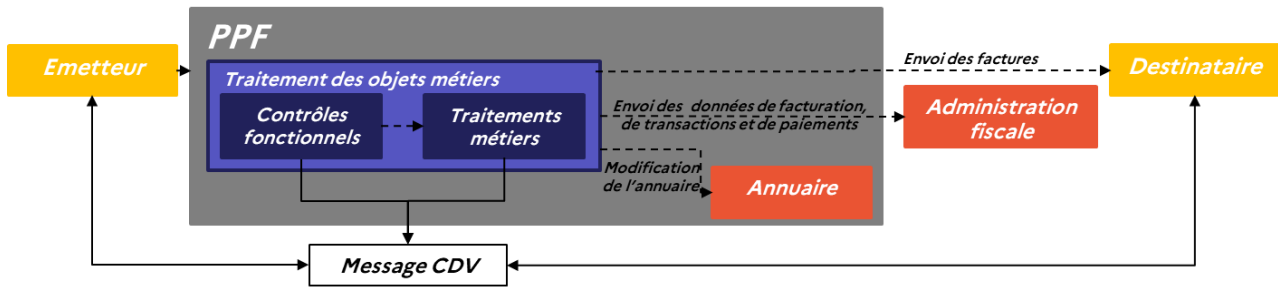 PPF
Emetteur
Traitement des objets métiers
Contrôles
fonctionnels
Traitements
métiers
Envoi des factures
Destinataire
Envoi des données de facturation,
de transactions et de paiements
Administration
fiscale
Modification
de l'annuaire
Annuaire
Message CDV